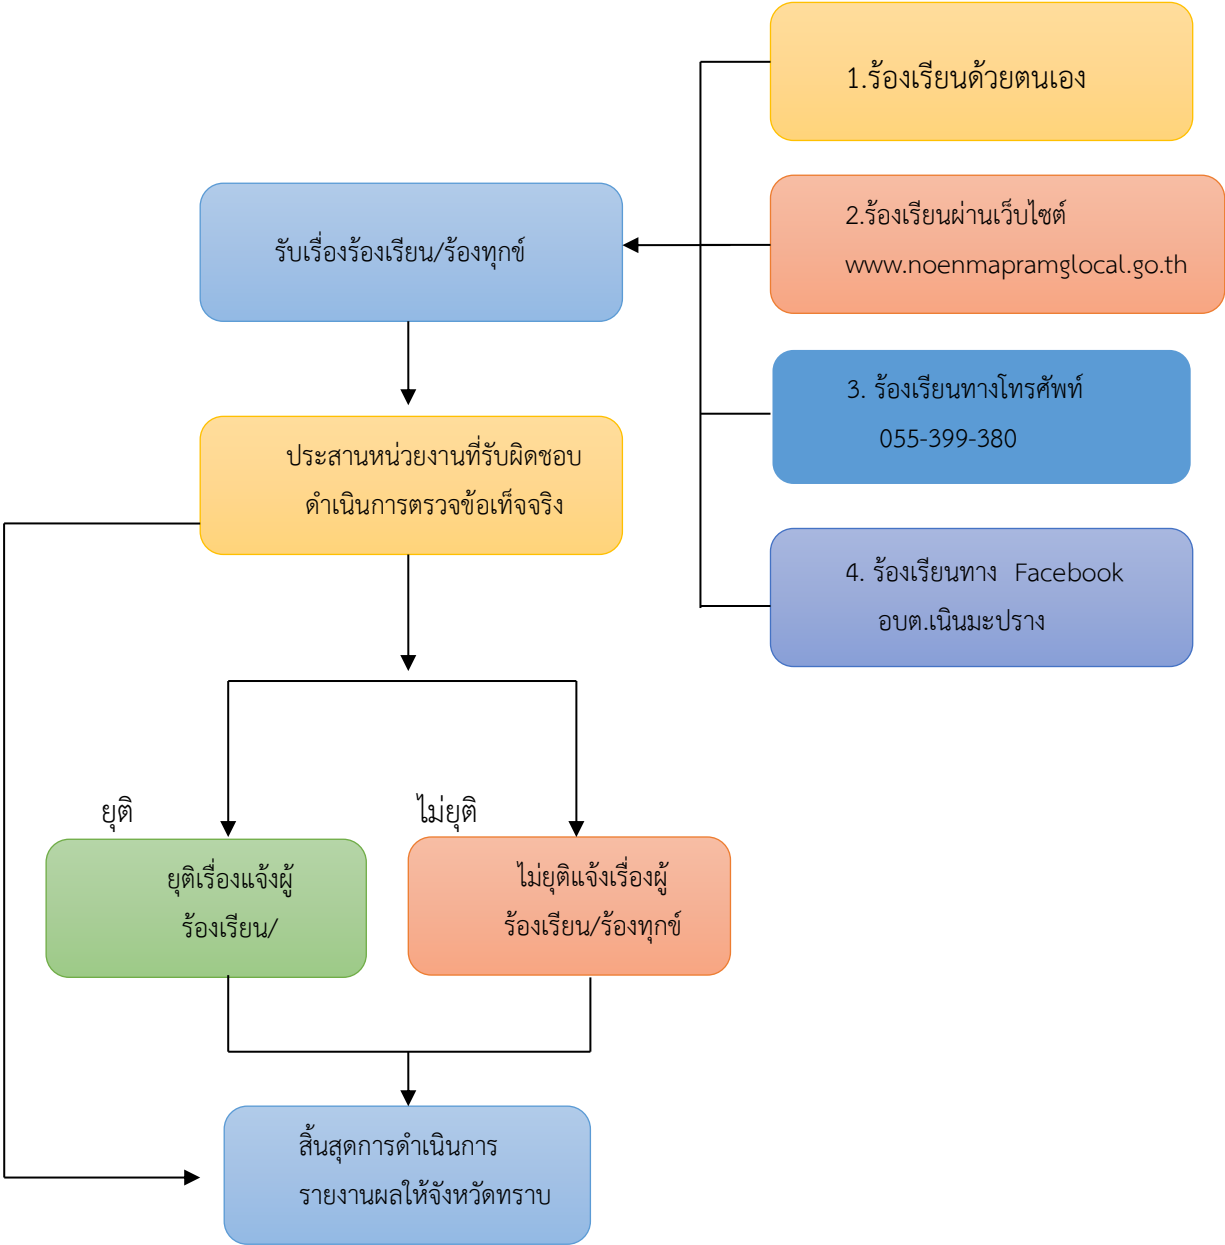 1.ร้องเรียนด้วยตนเอง
2.ร้องเรียนผ่านเว็บไซต์
www.noenmapramglocal.go.th
รับเรื่องร้องเรียน/ร้องทุกข์
3. ร้องเรียนทางโทรศัพท์
055-399-380
ประสานหน่วยงานที่รับผิดชอบ
ดำเนินการตรวจข้อเท็จจริง
4. ร้องเรียนทาง Facebook
อบต.เนินมะปราง
ยุติ
ไม่ยุติ
ยุติเรื่องแจ้งผู้
ร้องเรียน/
ไม่ยุติแจ้งเรื่องผู้
ร้องเรียน/ร้องทุกข์
สิ้นสุดการดำเนินการ
รายงานผลให้จังหวัดทราบ